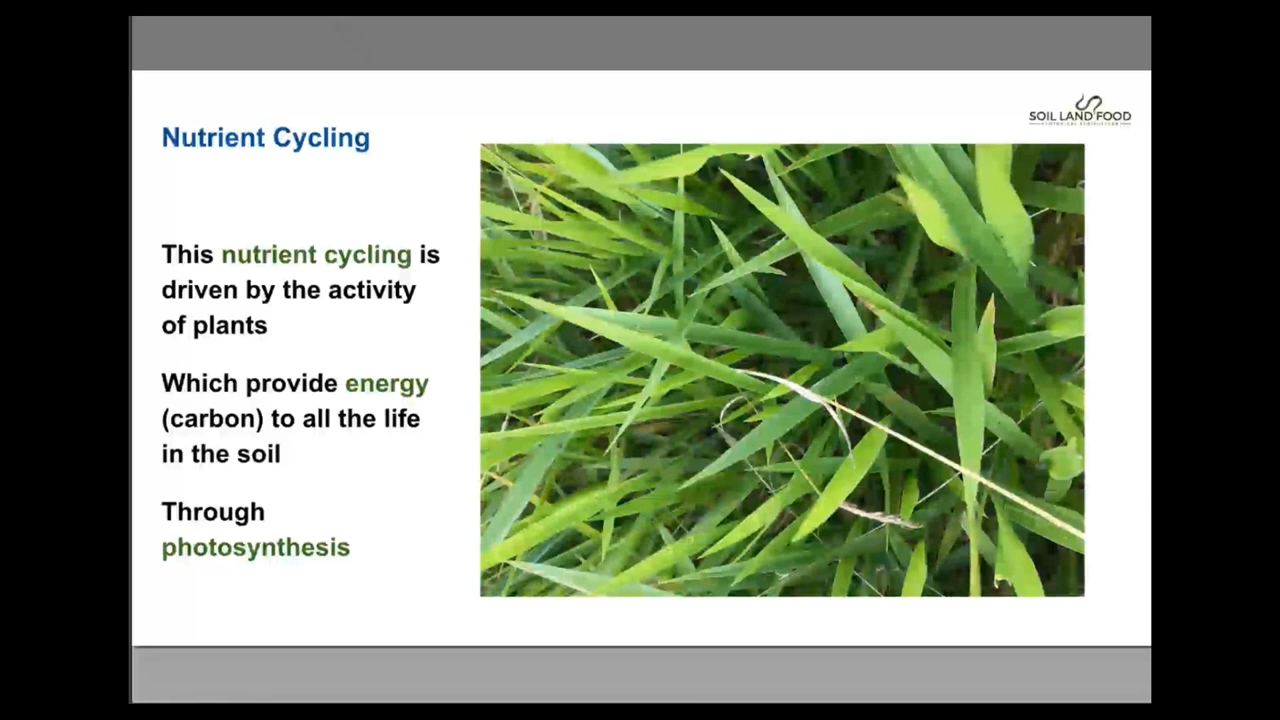 SOIL LAND FOOD
Nutrient Cycling
This nutrient cycling is
driven by the activity
of plants
Which provide energy
(carbon) to all the life
in the soil
Through
photosynthesis